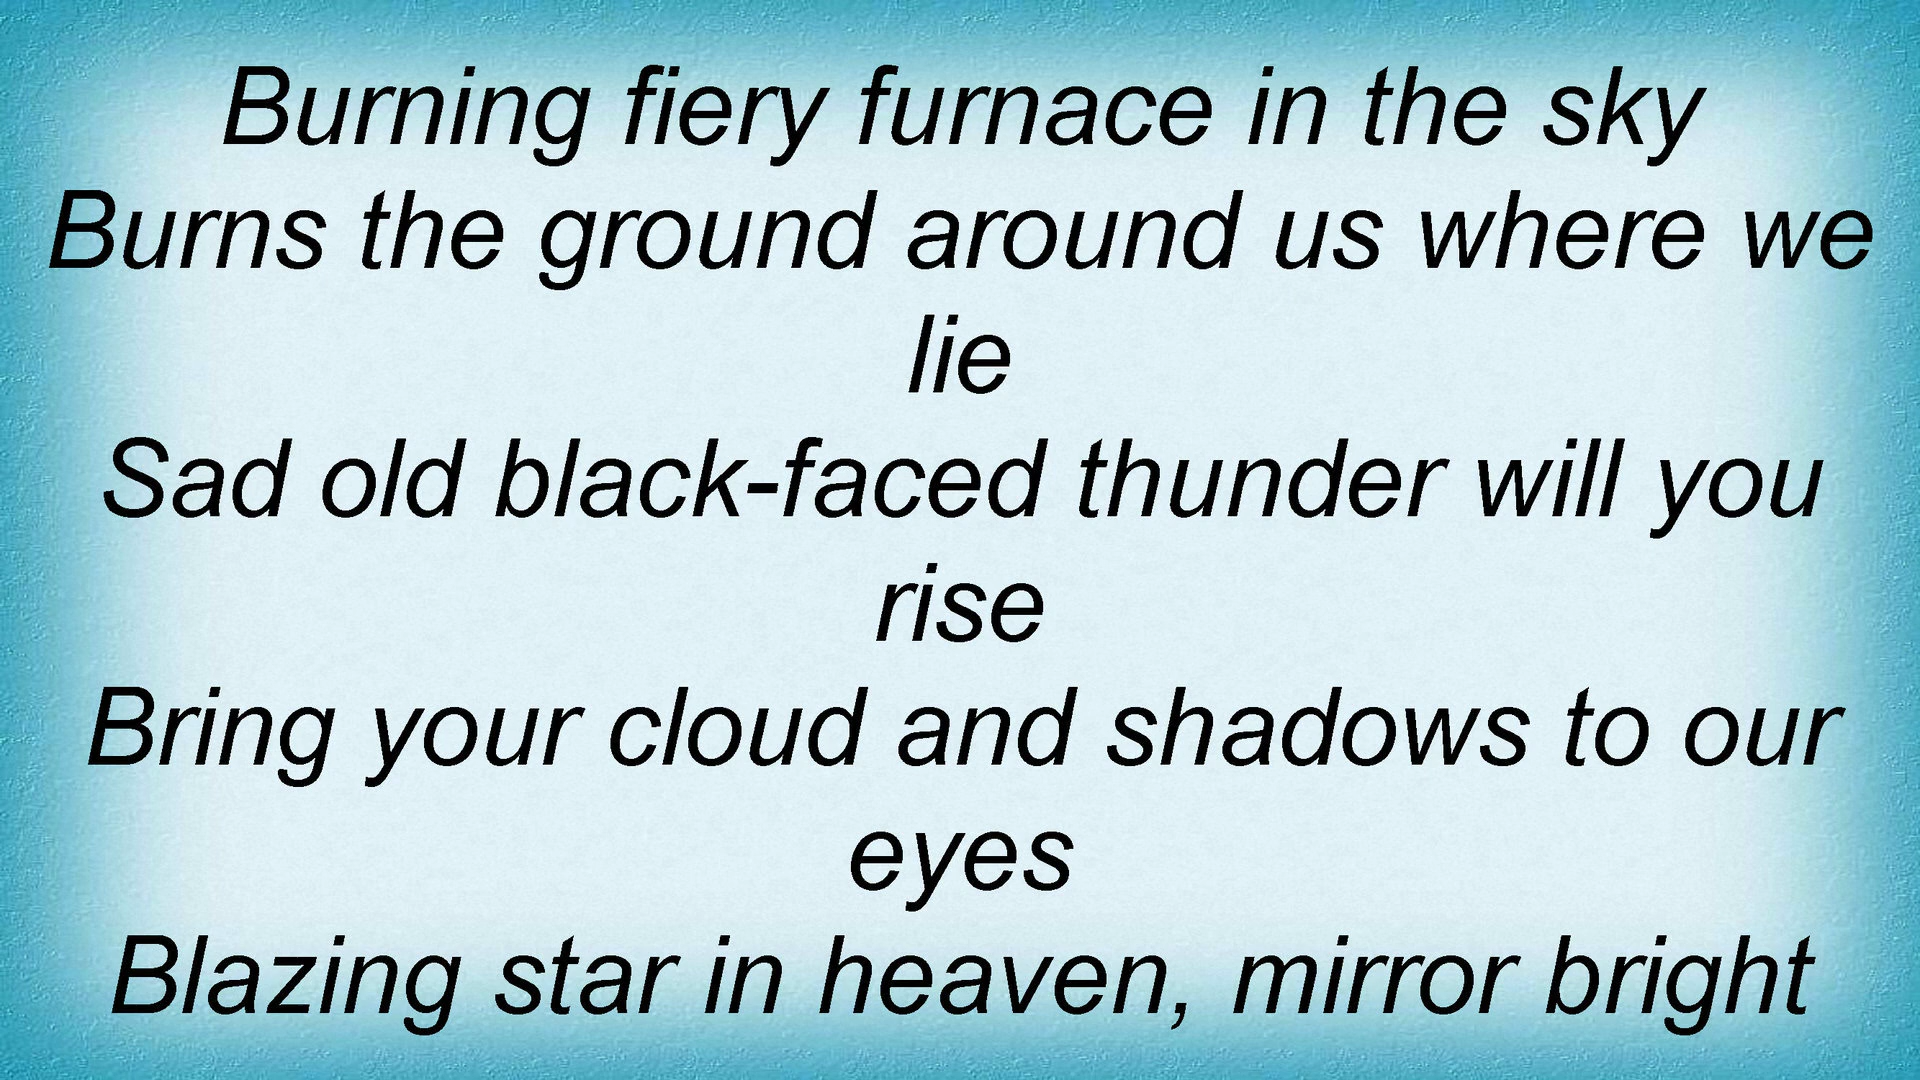 Burning fiery furnace in the sky
Burns the ground around us where we
lie
Sad old black-faced thunder will you
rise
Bring your cloud and shadows to our
eyes
Blazing star in heaven, mirror bright